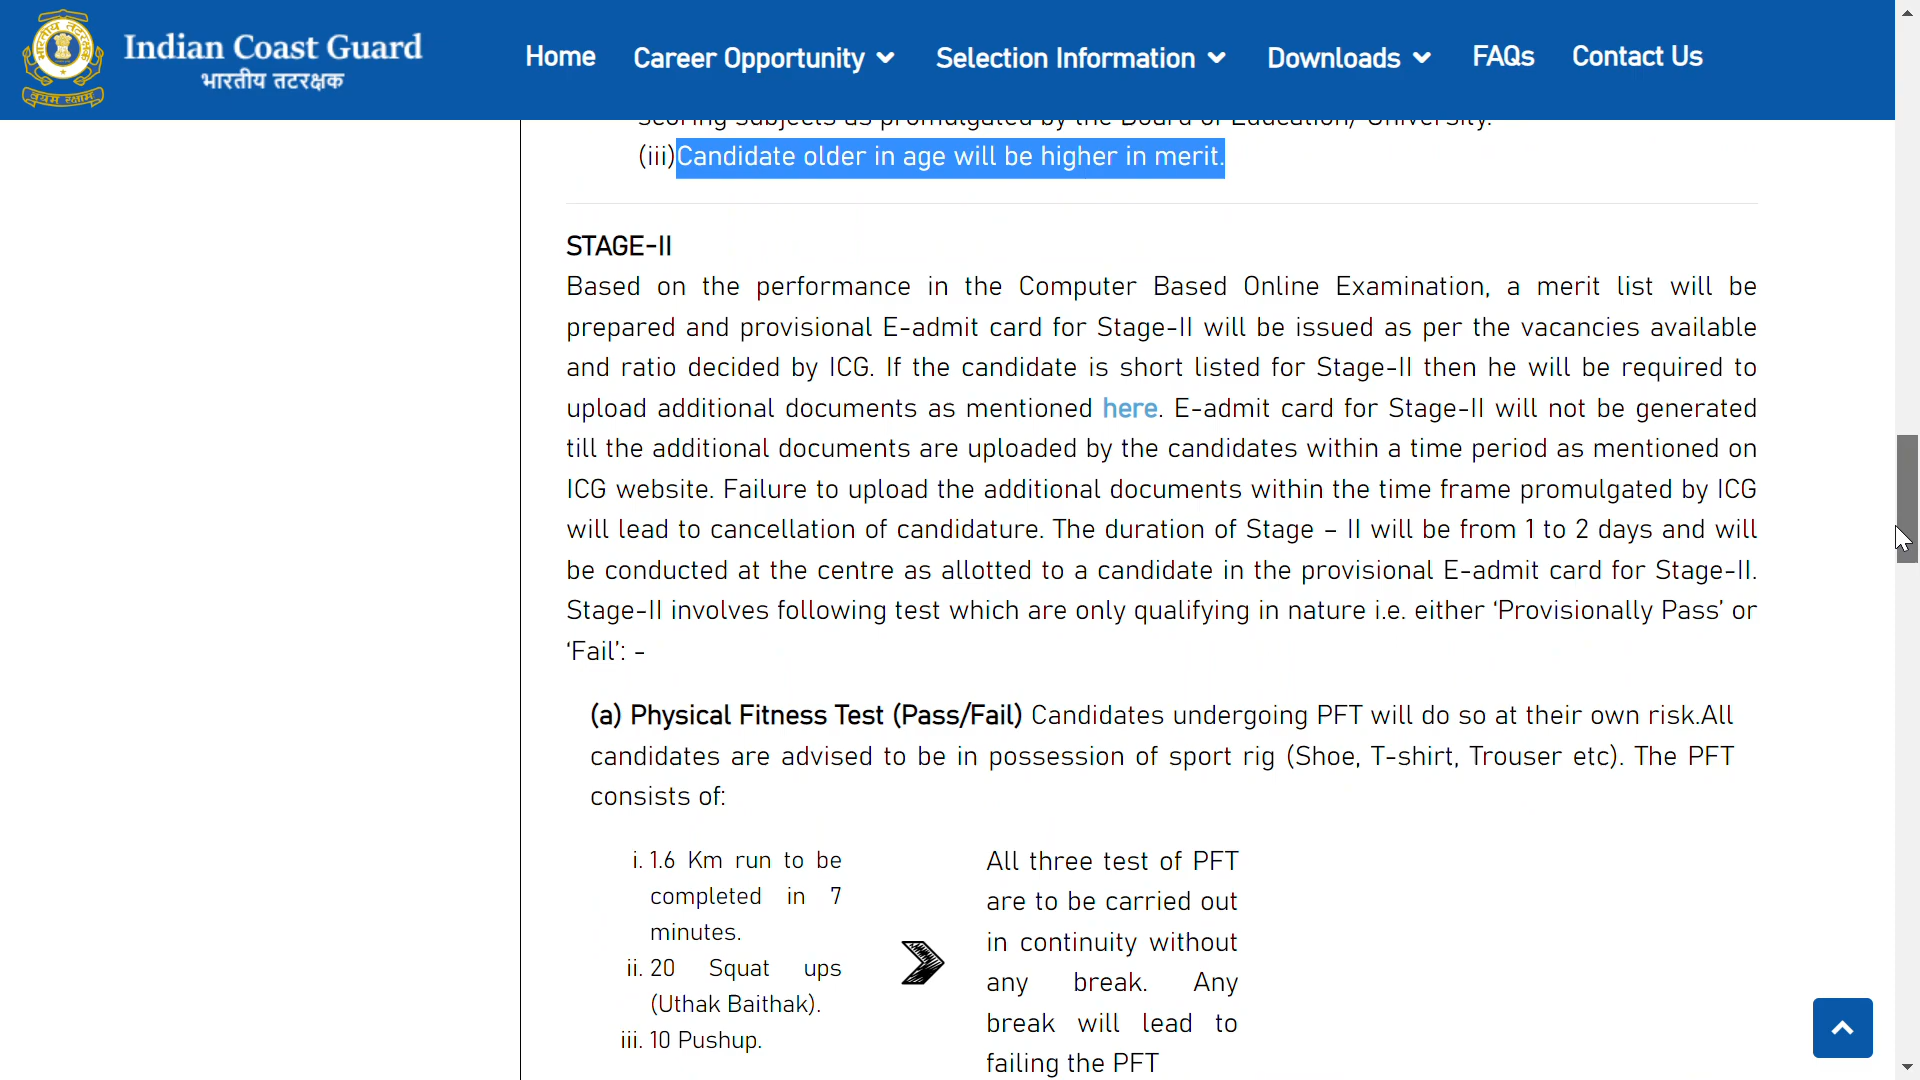 Indian Coast Guard
भारतीय तटरक्षक
Home Career Opportunity Selection Information Downloads FAQs Contact Us
scoring subjects as promulgated by the Board of Education/ University.
(iii)Candidate older in age will be higher in merit.
STAGE-II
Based on the performance in the Computer Based Online Examination, a merit list will be
prepared and provisional E-admit card for Stage-II will be issued as per the vacancies available
and ratio decided by ICG. If the candidate is short listed for Stage-II then he will be required to
upload additional documents as mentioned here. E-admit card for Stage-II will not be generated
till the additional documents are uploaded by the candidates within a time period as mentioned on
ICG website. Failure to upload the additional documents within the time frame promulgated by ICG
will lead to cancellation of candidature. The duration of Stage – II will be from 1 to 2 days and will
be conducted at the centre as allotted to a candidate in the provisional E-admit card for Stage-II.
Stage-II involves following test which are only qualifying in nature i.e. either ‘Provisionally Pass’ or
‘Fail’: -
(a) Physical Fitness Test (Pass/Fail) Candidates undergoing PFT will do so at their own risk.All
candidates are advised to be in possession of sport rig (Shoe, T-shirt, Trouser etc). The PFT
consists of:
i. 1.6 Km run to be
completed in 7
minutes.
ii. 20 Squat ups
(Uthak Baithak).
iii. 10 Pushup.
All three test of PFT
are to be carried out
in continuity without
any break. Any
break will lead to
failing the PFT